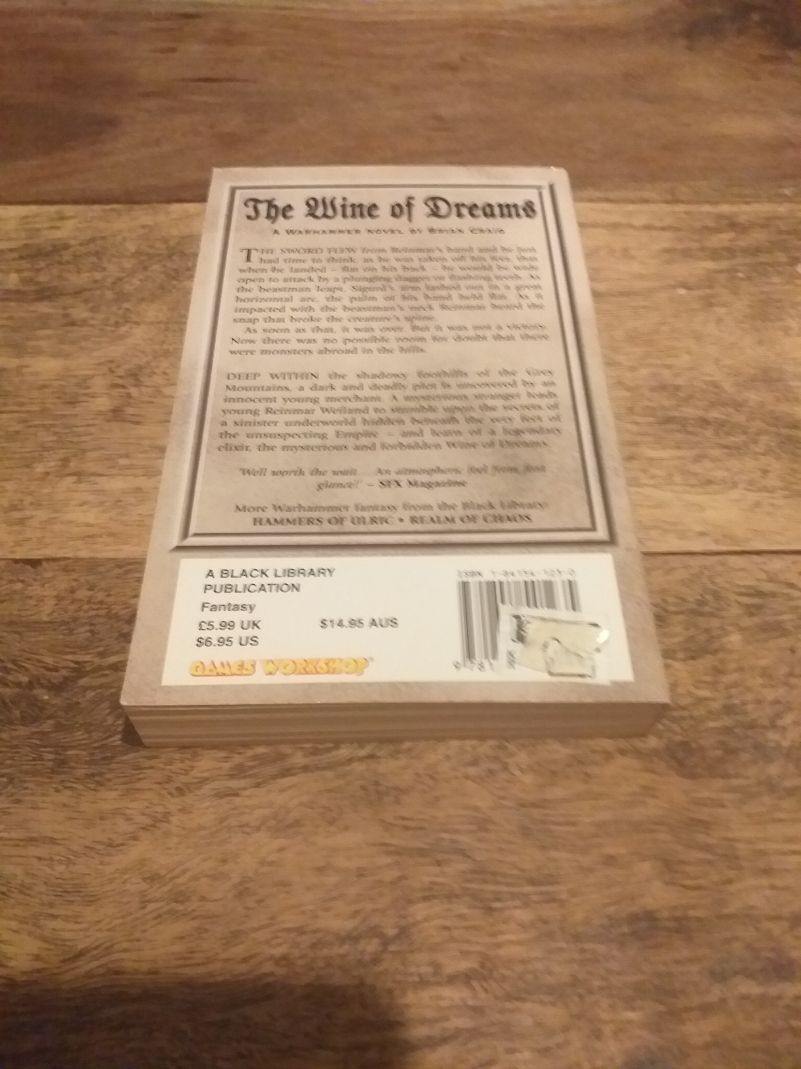 The Wine of Dreams
A WARHAMMER NOVEL BY BRIAN CRAIG
THE SWORD FLEW from Reinmar's hand and he just
had time to think, as he was taken off his feet, that
when he landed – flat on his back – he would be wide
open to attack by a plunging dagger or flashing teeth. As
the beastman leapt, Sigurd's arm lashed out in a great
horizontal arc, the palm of his hand held flat. As it
impacted with the beastman's neck Reinmar heard the
snap that broke the creature's spine.
As soon as that, it was over. But it was not a victory.
Now there was no possible room for doubt that there
were monsters abroad in the hills.
DEEP WITHIN the shadowy foothills of the Grey
Mountains, a dark and deadly plot is uncovered by an
innocent young merchant. A mysterious stranger leads
young Reinmar Weiland to stumble upon the secrets of
a sinister underworld hidden beneath the very feet of
the unsuspecting Empire – and learn of a legendary
elixir, the mysterious and forbidden Wine of Dreams.
'Well worth the wait... An atmospheric feel from first
glance!' – SFX Magazine
More Warhammer fantasy from the Black Library:
HAMMERS OF ULRIC • REALM OF CHAOS
A BLACK LIBRARY
PUBLICATION
Fantasy
£5.99 UK $14.95 AUS
$6.95 US
GAMES WORKSHOP
ISBN 1-84154-
9 781